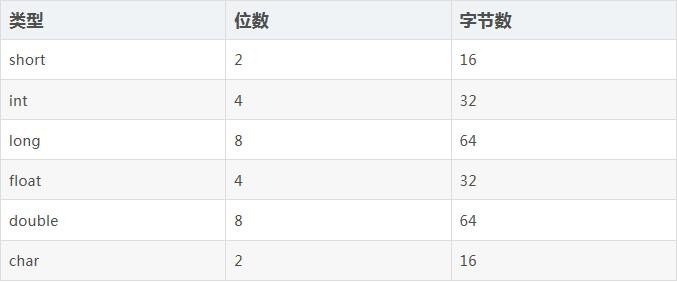 类型 位数 字节数
short 2 16
int 4 32
long 8 64
float 4 32
double 8 64
char 2 16